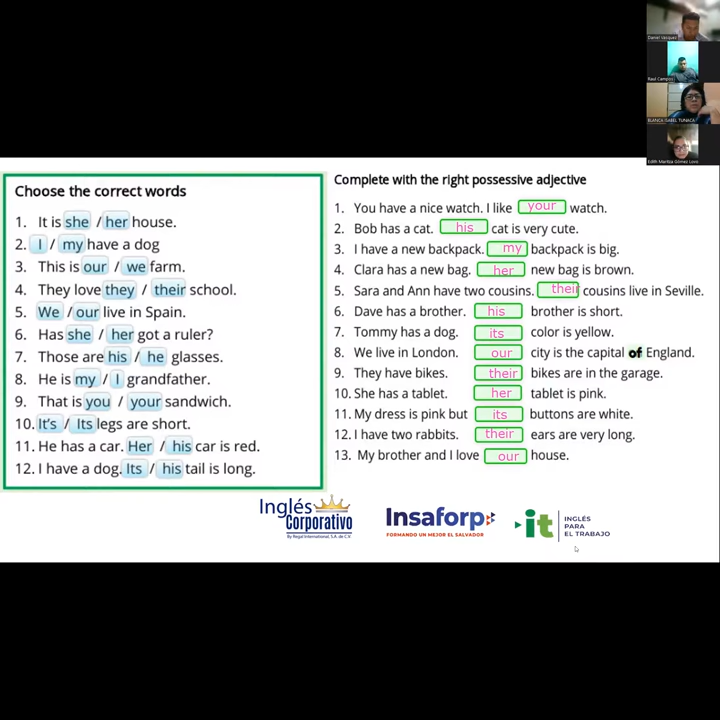 Daniel Vasquez
Raul Campos
BLANCA ISABEL TUNACA
Edith Maritza Gómez Lovo
Choose the correct words
1. It is she / her house.
2. I / my have a dog
3. This is our / we farm.
4. They love they / their school.
5. We / our live in Spain.
6. Has she / her got a ruler?
7. Those are his / he glasses.
8. He is my / I grandfather.
9. That is you / your sandwich.
10. It's / Its legs are short.
11. He has a car. Her / his car is red.
12. I have a dog. Its / his tail is long.
Complete with the right possessive adjective
1. You have a nice watch. I like your watch.
2. Bob has a cat. his cat is very cute.
3. I have a new backpack. my backpack is big.
4. Clara has a new bag. her new bag is brown.
5. Sara and Ann have two cousins. their cousins live in Seville.
6. Dave has a brother. his brother is short.
7. Tommy has a dog. its color is yellow.
8. We live in London. our city is the capital of England.
9. They have bikes. their bikes are in the garage.
10. She has a tablet. her tablet is pink.
11. My dress is pink but its buttons are white.
12. I have two rabbits. their ears are very long.
13. My brother and I love our house.
Inglés
Corporativo
By Regal International, S.A. de C.V.
Insaforp
FORMANDO UN MEJOR EL SALVADOR
it
INGLÉS
PARA
EL TRABAJO